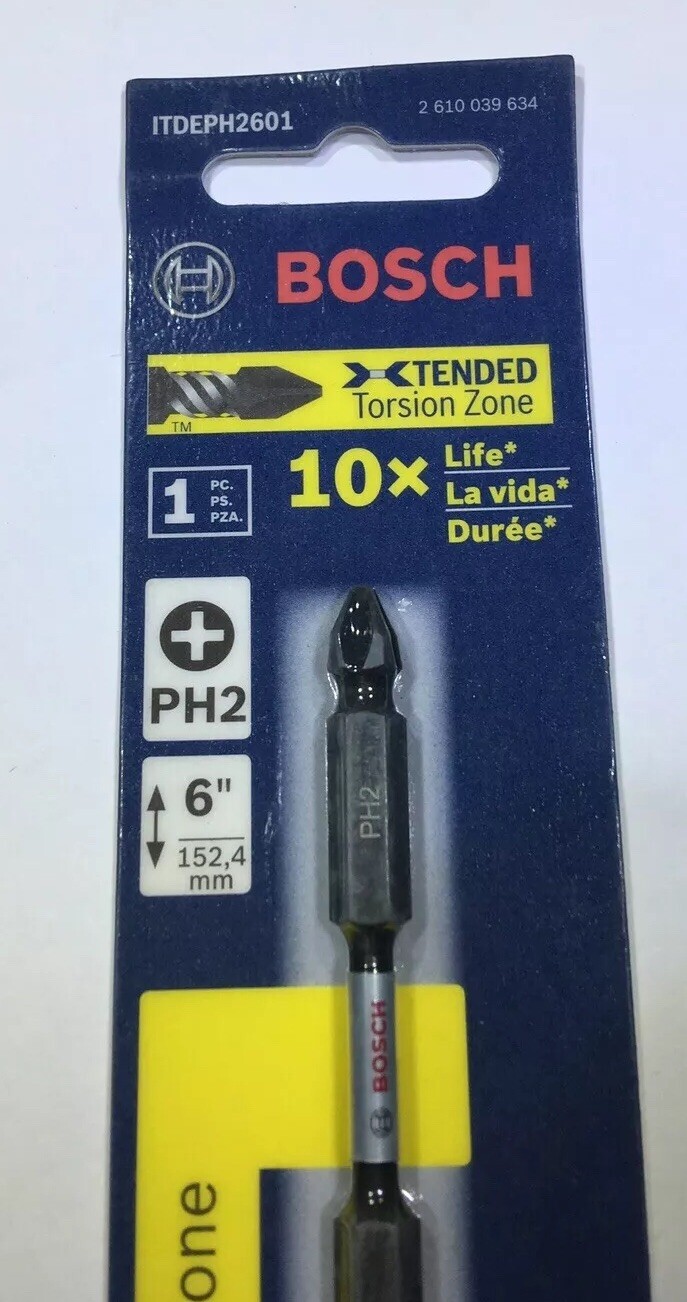 ITDEPH2601
2 610 039 634
BOSCH
XTENDED
Torsion Zone
TM
1 PC.
PS.
PZA.
10x
Life*
La vida*
Durée*
PH2
6"
152,4
mm
PH2
BOSCH
one